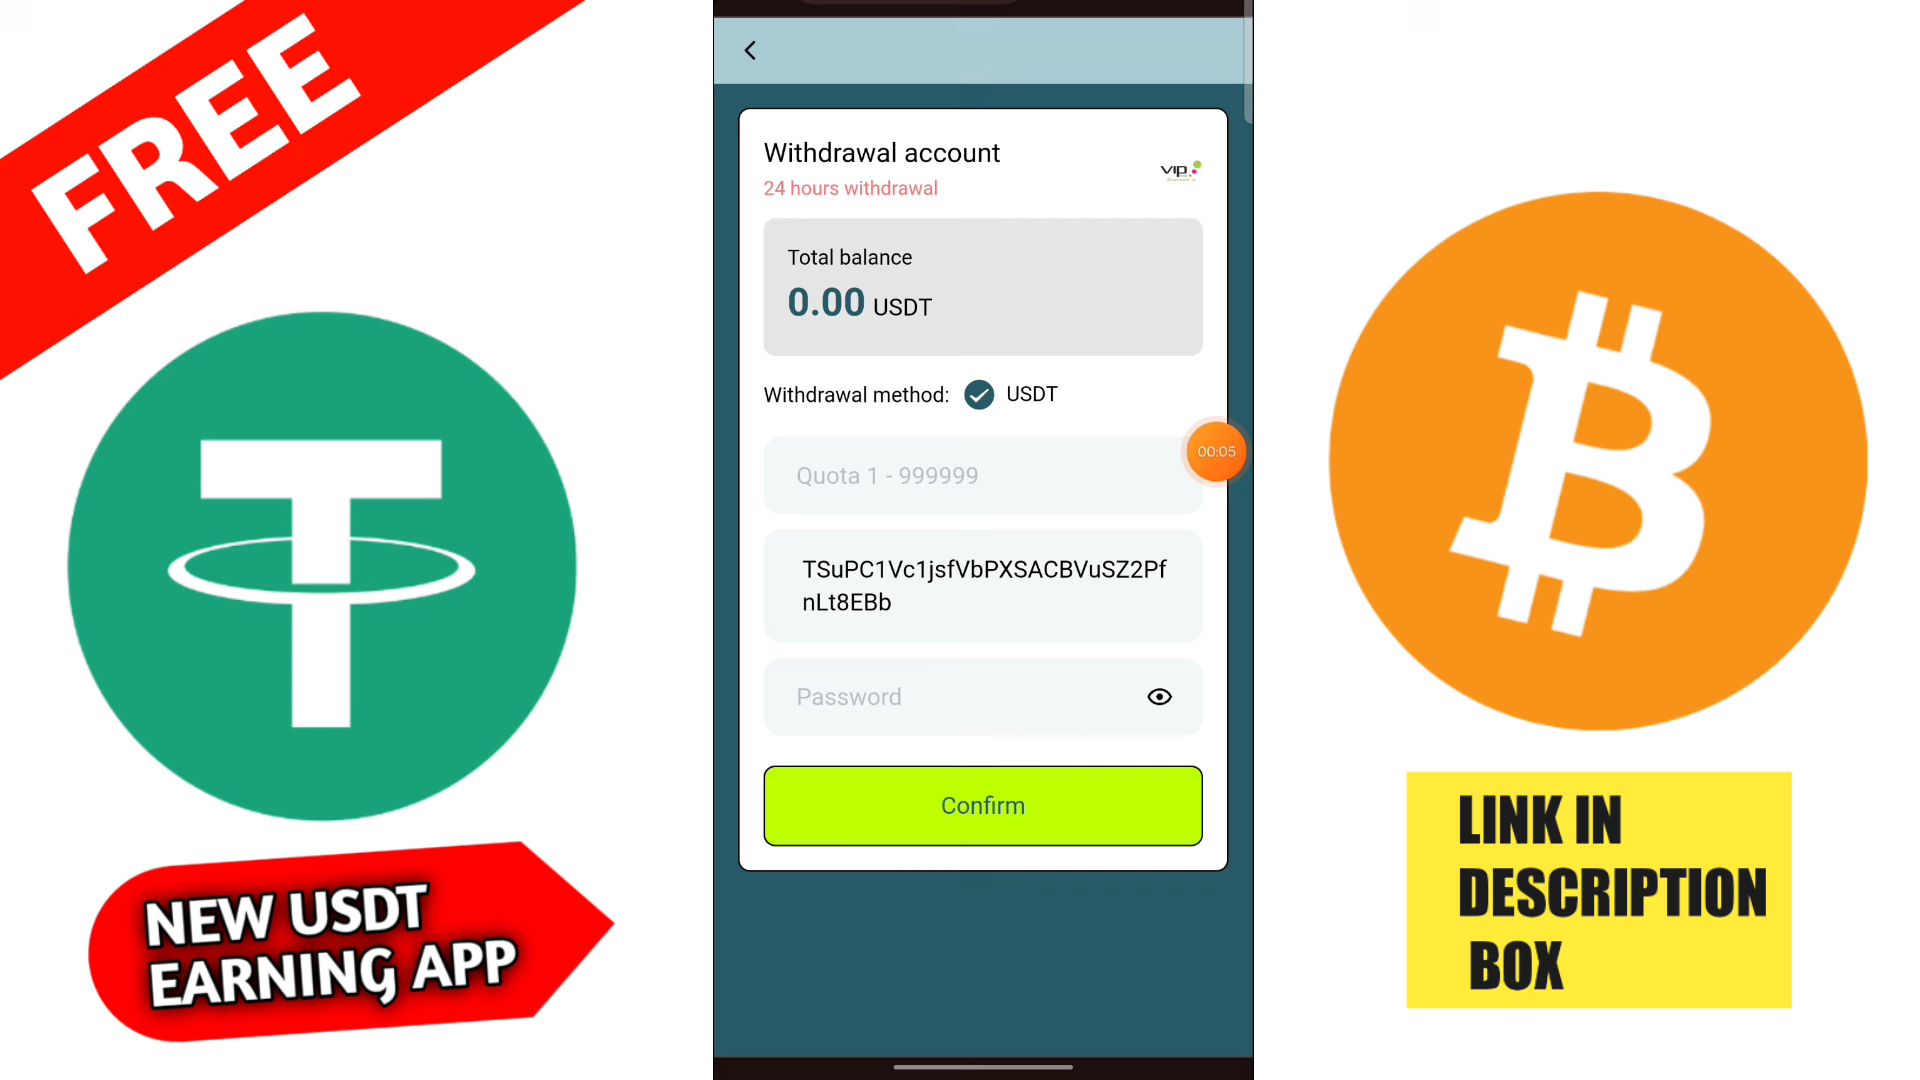 FREE
NEW USDT
EARNING APP
Withdrawal account
24 hours withdrawal
vip
Total balance
0.00 USDT
Withdrawal method: USDT
Quota 1 - 999999
00:05
TSuPC1Vc1jsfVbPXSACBVuSZ2Pf
nLt8EBb
Password
Confirm
LINK IN
DESCRIPTION
BOX